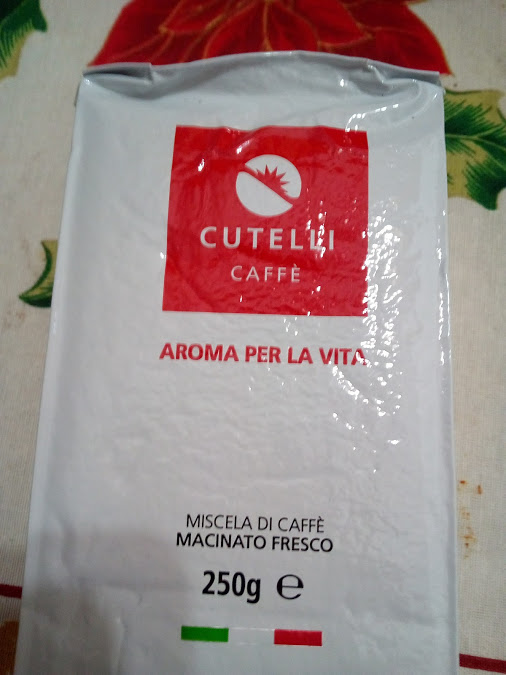 CUTELLI
CAFFÈ
AROMA PER LA VITA
MISCELA DI CAFFÈ
MACINATO FRESCO
250g ℮